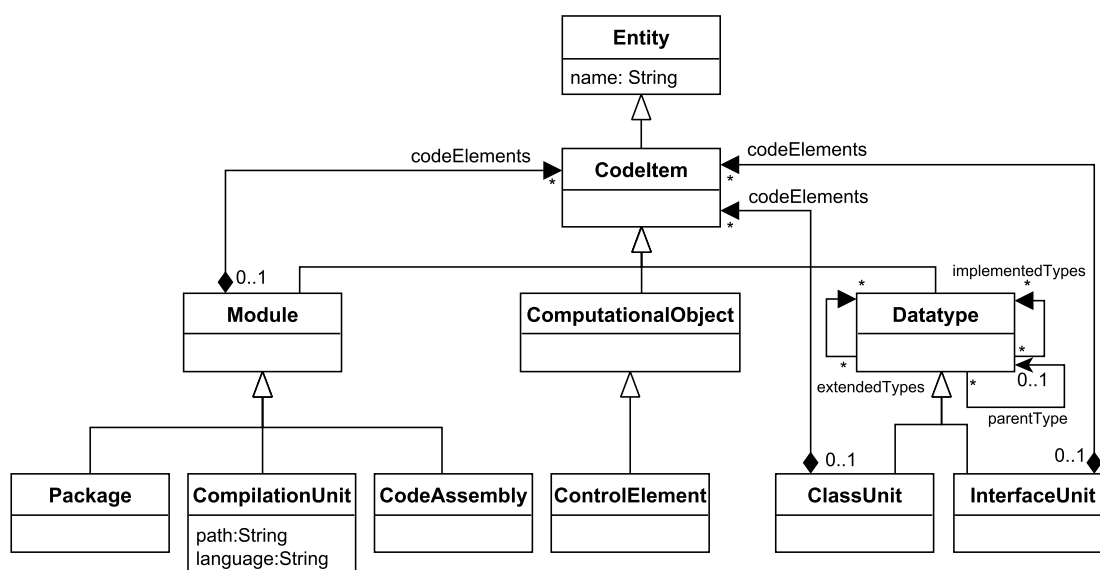 Entity
name: String
codeElements
*
CodeItem
codeElements
*
codeElements
*
0..1
Module
ComputationalObject
implementedTypes
*
*
Datatype
*
*
extendedTypes
*
0..1
parentType
Package
CompilationUnit
path:String
language:String
CodeAssembly
ControlElement
0..1
ClassUnit
0..1
InterfaceUnit